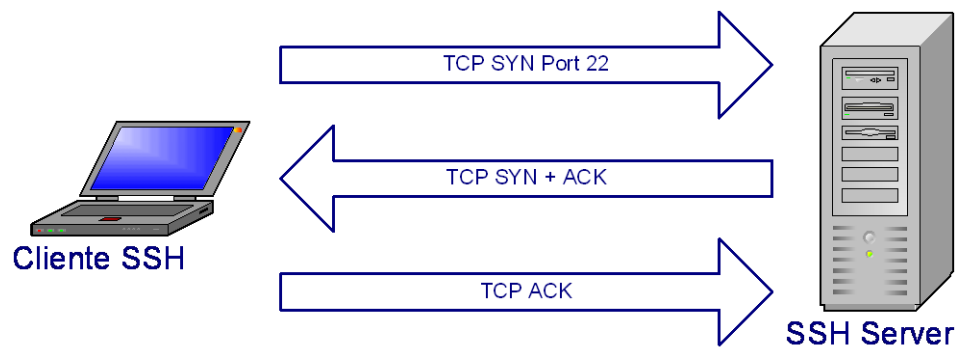 TCP SYN Port 22
TCP SYN + ACK
Cliente SSH
TCP ACK
SSH Server